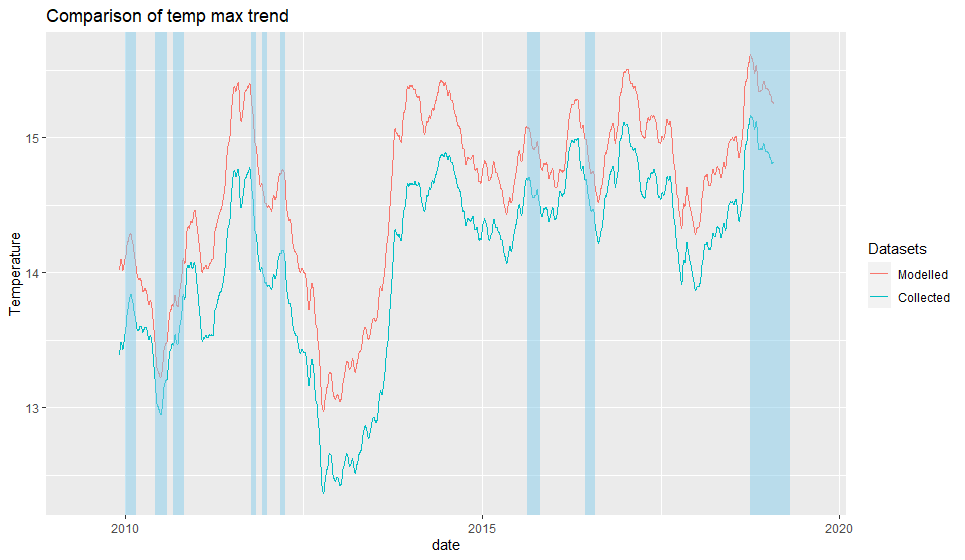 Comparison of temp max trend
Temperature
15
14
13
2010
2015
2020
date
Datasets
Modelled
Collected